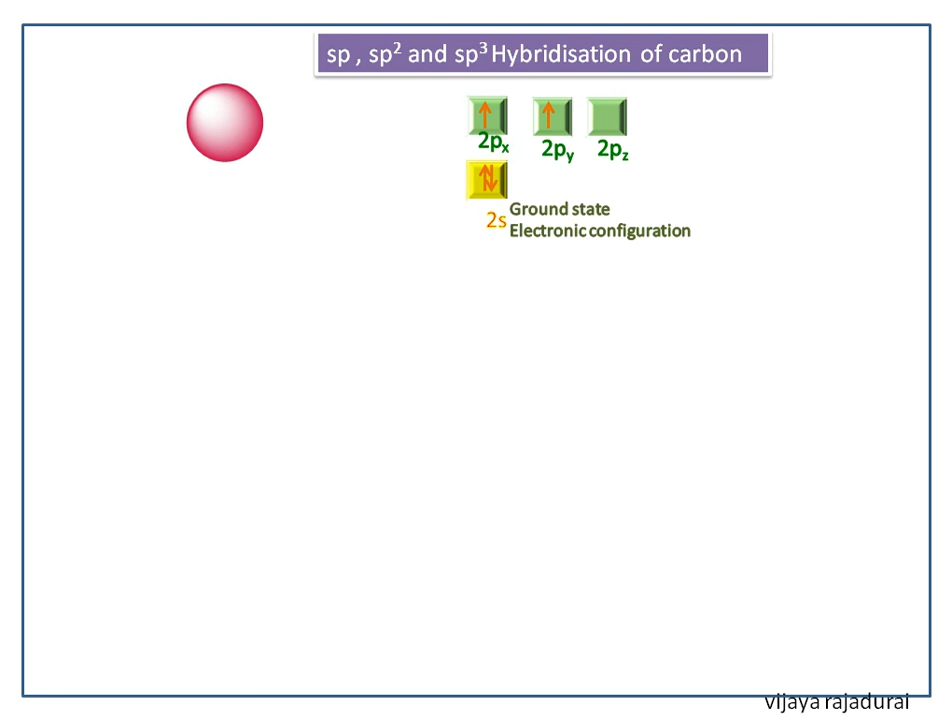 sp , sp² and sp³ Hybridisation of carbon
2pₓ 2pᵧ 2p_z
2s
Ground state
Electronic configuration
vijaya rajadurai